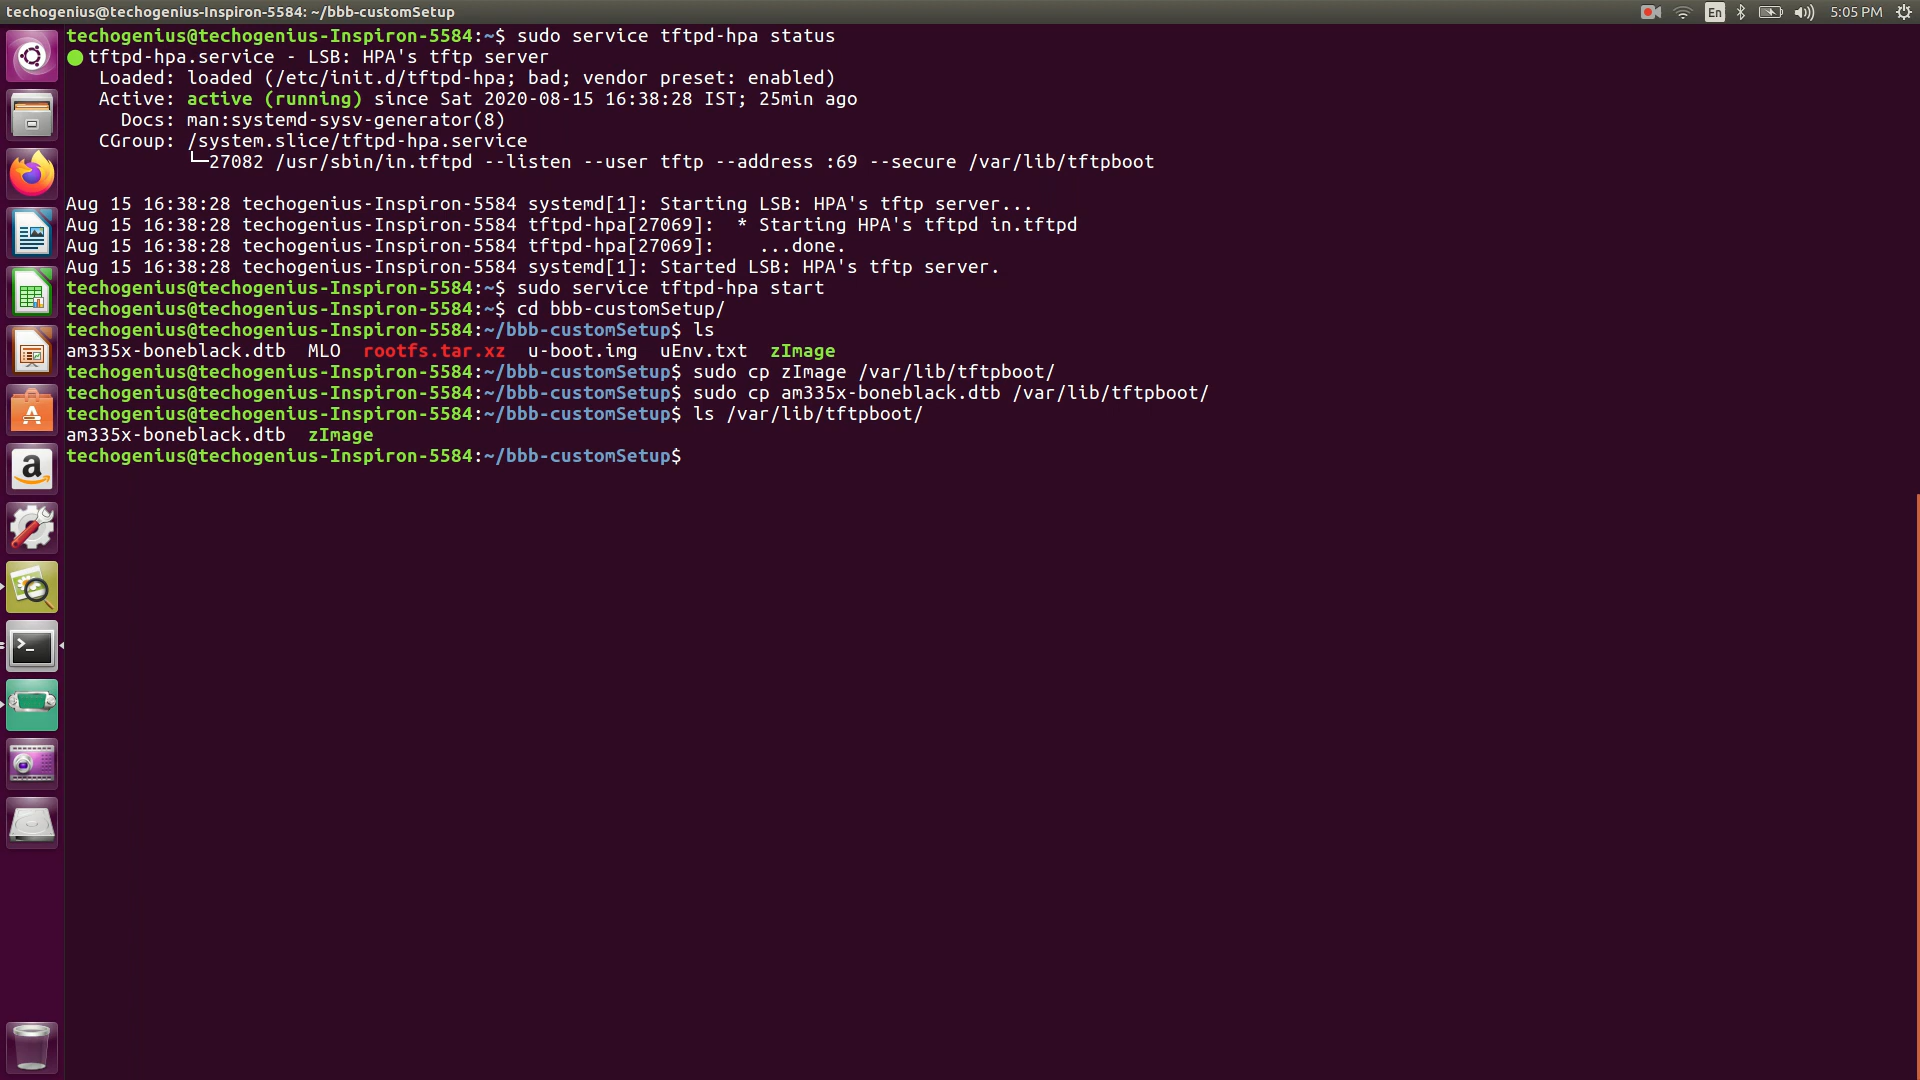 techogenius@techogenius-Inspiron-5584: ~/bbb-customSetup
En
5:05 PM
techogenius@techogenius-Inspiron-5584:~$ sudo service tftpd-hpa status
● tftpd-hpa.service - LSB: HPA's tftp server
   Loaded: loaded (/etc/init.d/tftpd-hpa; bad; vendor preset: enabled)
   Active: active (running) since Sat 2020-08-15 16:38:28 IST; 25min ago
     Docs: man:systemd-sysv-generator(8)
   CGroup: /system.slice/tftpd-hpa.service
           └─27082 /usr/sbin/in.tftpd --listen --user tftp --address :69 --secure /var/lib/tftpboot
Aug 15 16:38:28 techogenius-Inspiron-5584 systemd[1]: Starting LSB: HPA's tftp server...
Aug 15 16:38:28 techogenius-Inspiron-5584 tftpd-hpa[27069]:  * Starting HPA's tftpd in.tftpd
Aug 15 16:38:28 techogenius-Inspiron-5584 tftpd-hpa[27069]:    ...done.
Aug 15 16:38:28 techogenius-Inspiron-5584 systemd[1]: Started LSB: HPA's tftp server.
techogenius@techogenius-Inspiron-5584:~$ sudo service tftpd-hpa start
techogenius@techogenius-Inspiron-5584:~$ cd bbb-customSetup/
techogenius@techogenius-Inspiron-5584:~/bbb-customSetup$ ls
am335x-boneblack.dtb  MLO  rootfs.tar.xz  u-boot.img  uEnv.txt  zImage
techogenius@techogenius-Inspiron-5584:~/bbb-customSetup$ sudo cp zImage /var/lib/tftpboot/
techogenius@techogenius-Inspiron-5584:~/bbb-customSetup$ sudo cp am335x-boneblack.dtb /var/lib/tftpboot/
techogenius@techogenius-Inspiron-5584:~/bbb-customSetup$ ls /var/lib/tftpboot/
am335x-boneblack.dtb  zImage
techogenius@techogenius-Inspiron-5584:~/bbb-customSetup$